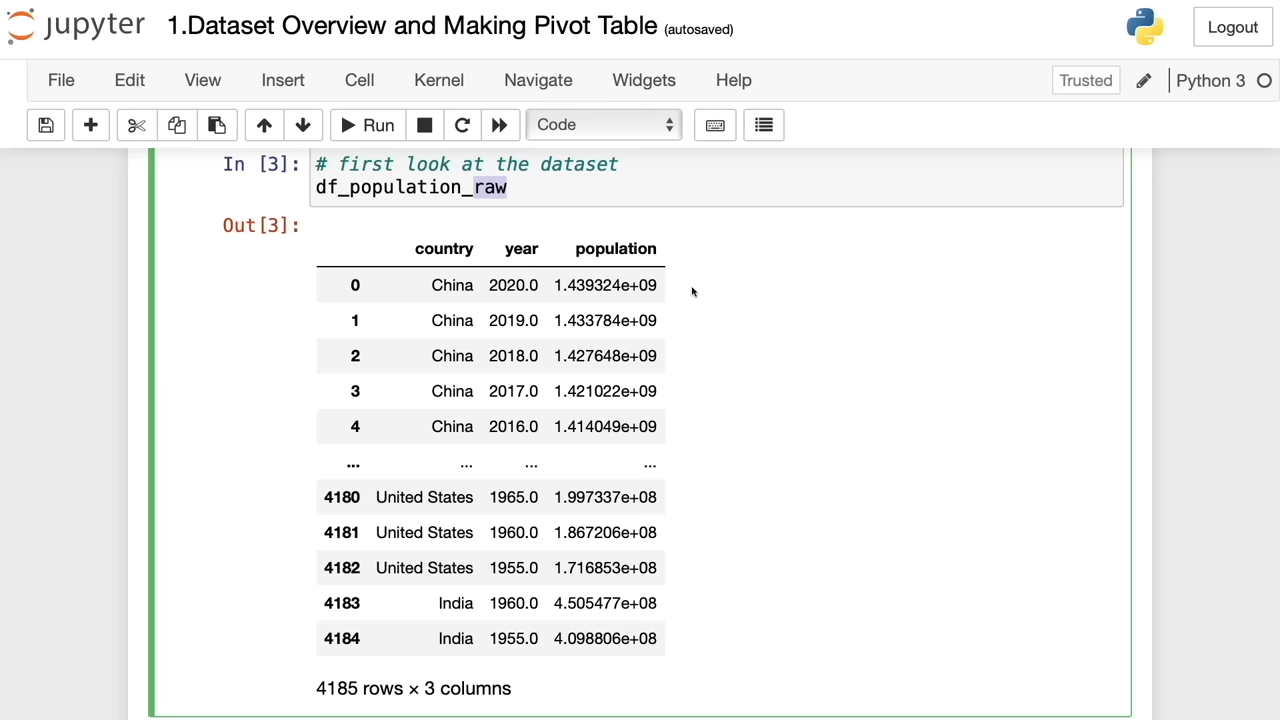 jupyter 1.Dataset Overview and Making Pivot Table (autosaved) Logout
File Edit View Insert Cell Kernel Navigate Widgets Help Trusted Python 3
Run Code
In [3]: # first look at the dataset
df_population_raw
Out[3]:
country year population
0 China 2020.0 1.439324e+09
1 China 2019.0 1.433784e+09
2 China 2018.0 1.427648e+09
3 China 2017.0 1.421022e+09
4 China 2016.0 1.414049e+09
... ... ... ...
4180 United States 1965.0 1.997337e+08
4181 United States 1960.0 1.867206e+08
4182 United States 1955.0 1.716853e+08
4183 India 1960.0 4.505477e+08
4184 India 1955.0 4.098806e+08
4185 rows × 3 columns